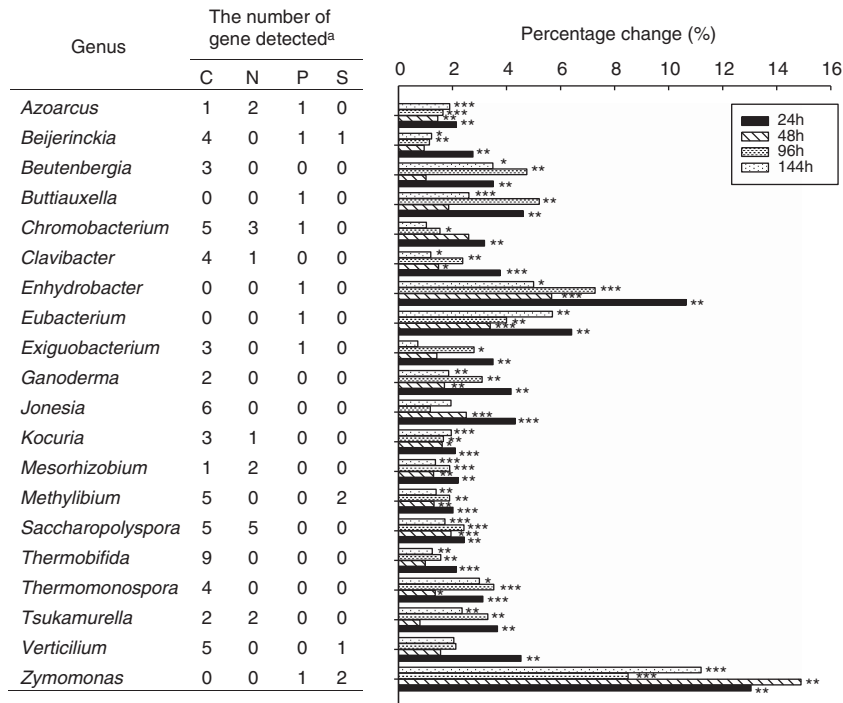 Genus
The number of
gene detectedª
C N P S
Azoarcus 1 2 1 0
Beijerinckia 4 0 1 1
Beutenbergia 3 0 0 0
Buttiauxella 0 0 1 0
Chromobacterium 5 3 1 0
Clavibacter 4 1 0 0
Enhydrobacter 0 0 1 0
Eubacterium 0 0 1 0
Exiguobacterium 3 0 1 0
Ganoderma 2 0 0 0
Jonesia 6 0 0 0
Kocuria 3 1 0 0
Mesorhizobium 1 2 0 0
Methylibium 5 0 0 2
Saccharopolyspora 5 5 0 0
Thermobifida 9 0 0 0
Thermomonospora 4 0 0 0
Tsukamurella 2 2 0 0
Verticilium 5 0 0 1
Zymomonas 0 0 1 2
Percentage change (%)
0 2 4 6 8 10 12 14 16
24h
48h
96h
144h
***
***
**
**
*
**
**
*
**
**
***
**
**
*
**
*
**
*
***
*
***
***
**
**
**
***
**
*
**
**
**
**
**
***
***
***
**
*
***
***
***
**
**
**
**
**
***
***
***
***
**
**
**
***
*
***
*
***
**
**
**
**
***
***
**
**